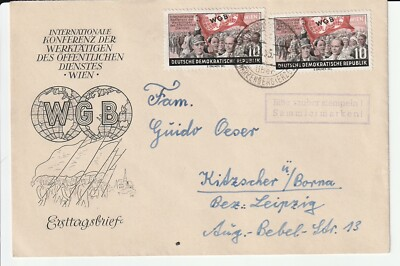 INTERNATIONALE
KONFERENZ DER
WERKTÄTIGEN
DES ÖFFENTLICHEN
DIENSTES
• WIEN •
WGB
Ersttagsbrief
WGB
10
DEUTSCHE DEMOKRATISCHE REPUBLIK
WGB
10
DEUTSCHE DEMOKRATISCHE REPUBLIK
Fam.
Guido Oeser
Kitzscher ü/Borna
Bez. Leipzig
Aug.-Bebel-Str. 13
Sammlermarken!